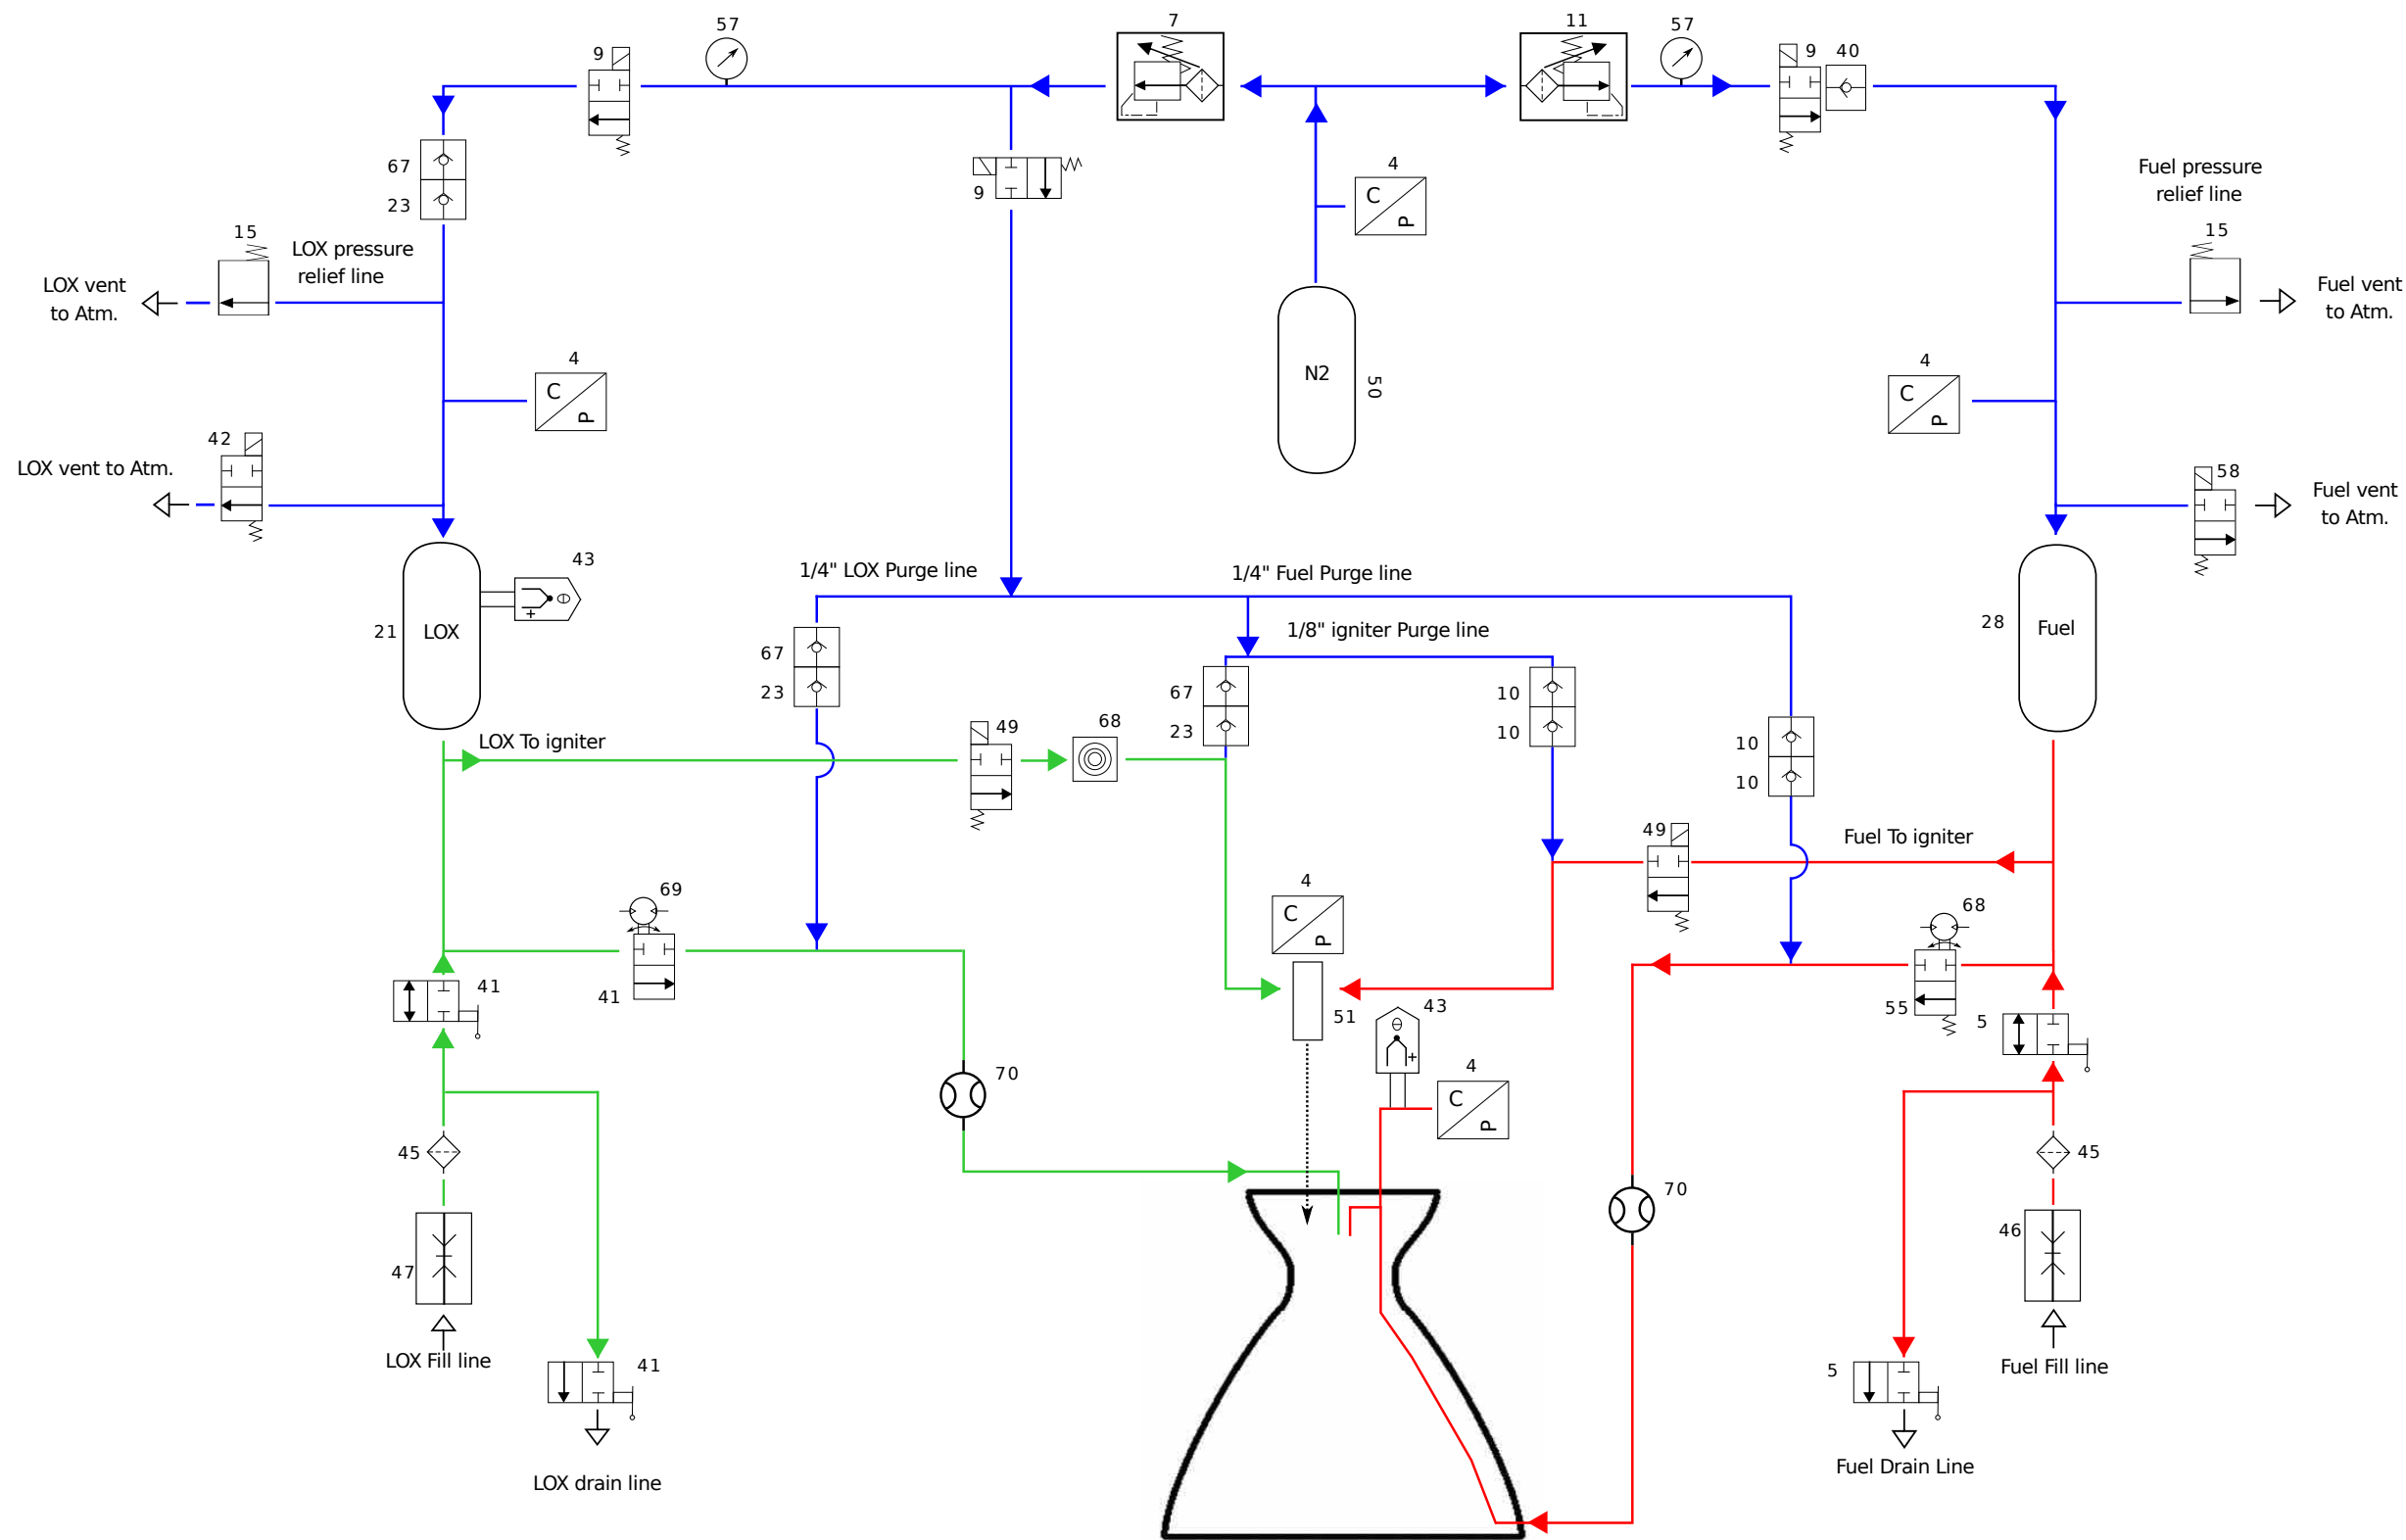 7
11
57
57
9
9
40
67
23
4
9
Fuel pressure
relief line
15
LOX pressure
relief line
15
LOX vent
to Atm.
Fuel vent
to Atm.
C
P
4
C
P
N2
50
4
C
P
42
LOX vent to Atm.
58
Fuel vent
to Atm.
43
θ
+
1/4" LOX Purge line
1/4" Fuel Purge line
1/8" igniter Purge line
21
LOX
28
Fuel
67
23
67
23
10
10
10
10
LOX To igniter
49
68
49
Fuel To igniter
69
41
41
4
C
P
51
43
θ
+
4
C
P
68
55
5
70
70
45
45
47
46
LOX Fill line
41
LOX drain line
Fuel Fill line
5
Fuel Drain Line